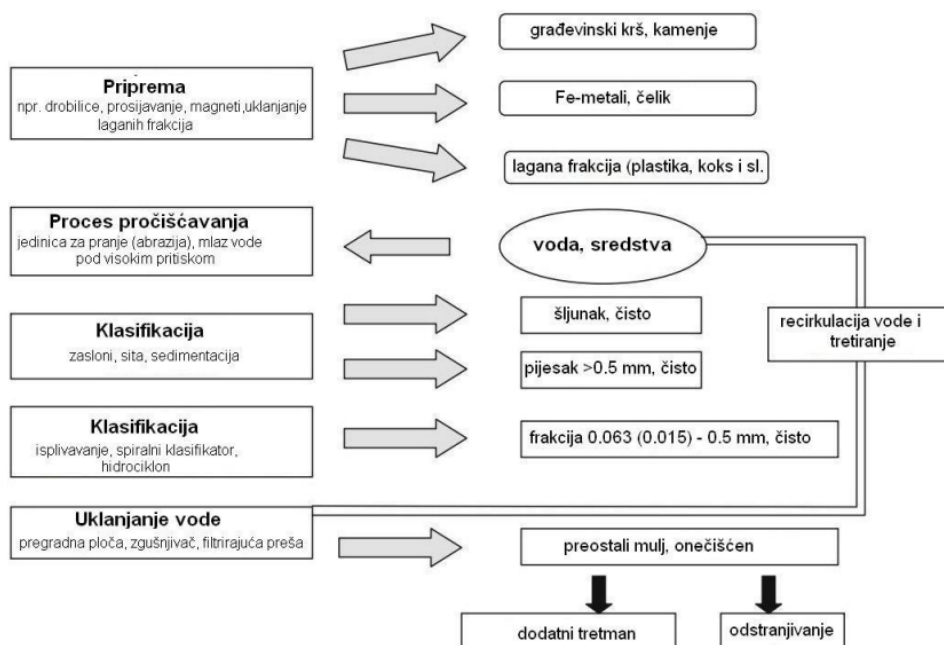 građevinski krš, kamenje
Priprema
npr. drobilice, prosijavanje, magneti,uklanjanje
laganih frakcija
Fe-metali, čelik
lagana frakcija (plastika, koks i sl.
Proces pročišćavanja
jedinica za pranje (abrazija), mlaz vode
pod visokim pritiskom
voda, sredstva
Klasifikacija
zasloni, sita, sedimentacija
šljunak, čisto
pijesak >0.5 mm, čisto
recirkulacija vode i
tretiranje
Klasifikacija
isplivavanje, spiralni klasifikator,
hidrociklon
frakcija 0.063 (0.015) - 0.5 mm, čisto
Uklanjanje vode
pregradna ploča, zgušnjivač, filtrirajuća preša
preostali mulj, onečišćen
dodatni tretman
odstranjivanje